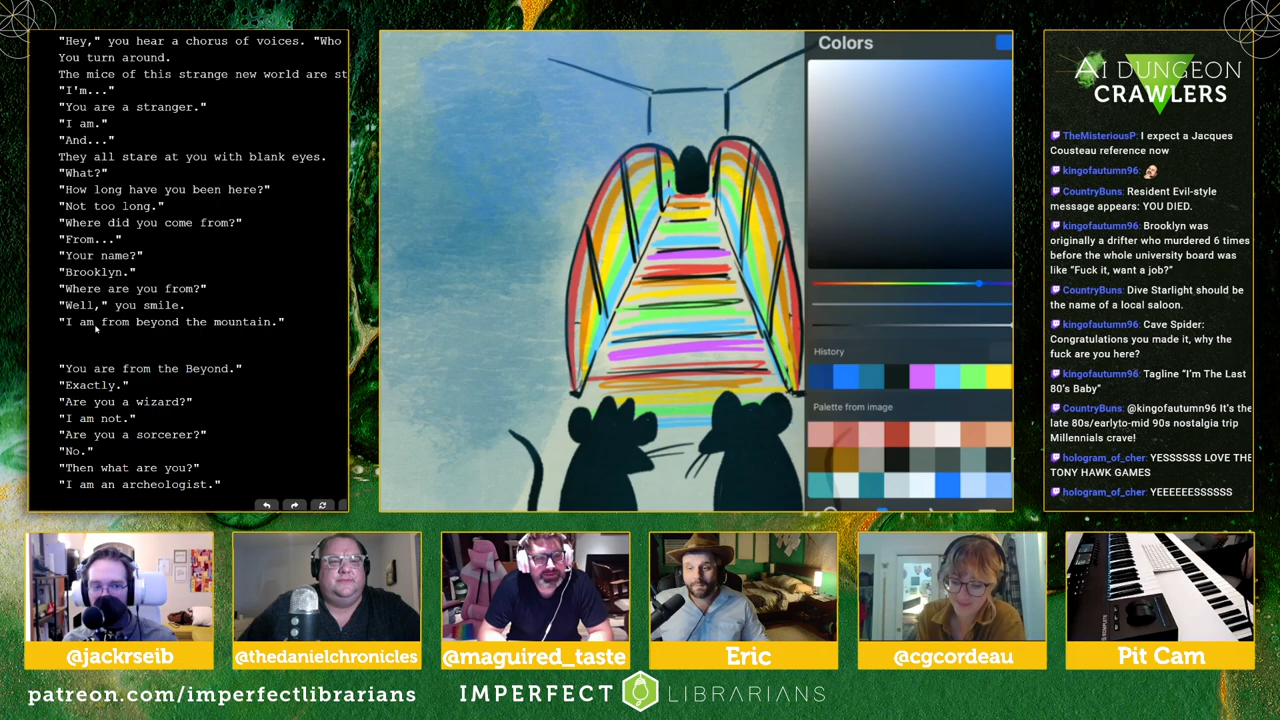 "Hey," you hear a chorus of voices. "Who
You turn around.
The mice of this strange new world are st
"I'm..."
"You are a stranger."
"I am."
"And..."
They all stare at you with blank eyes.
"What?"
"How long have you been here?"
"Not too long."
"Where did you come from?"
"From..."
"Your name?"
"Brooklyn."
"Where are you from?"
"Well," you smile.
"I am from beyond the mountain."
"You are from the Beyond."
"Exactly."
"Are you a wizard?"
"I am not."
"Are you a sorcerer?"
"No."
"Then what are you?"
"I am an archeologist."
Colors
History
Palette from image
AI DUNGEON
CRAWLERS
TheMisteriousP: I expect a Jacques
Cousteau reference now
kingofautumn96:
CountryBuns: Resident Evil-style
message appears: YOU DIED.
kingofautumn96: Brooklyn was
originally a drifter who murdered 6 times
before the whole university board was
like "Fuck it, want a job?"
CountryBuns: Dive Starlight should be
the name of a local saloon.
kingofautumn96: Cave Spider:
Congratulations you made it, why the
fuck are you here?
kingofautumn96: Tagline "I'm The Last
80's Baby"
CountryBuns: @kingofautumn96 It's the
late 80s/earlyto-mid 90s nostalgia trip
Millennials crave!
hologram_of_cher: YESSSSS LOVE THE
TONY HAWK GAMES
hologram_of_cher: YEEEEEESSSSSS
@jackrseib
@thedanielchronicles
@maguired_taste
Eric
@cgcordeau
Pit Cam
patreon.com/imperfectlibrarians
IMPERFECT LIBRARIANS